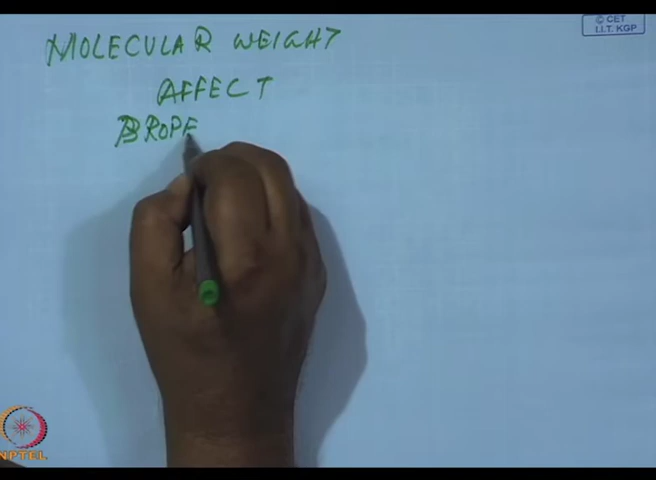 MOLECULAR WEIGHT
AFFECT
PROPE
© CET
I.I.T. KGP
NPTEL